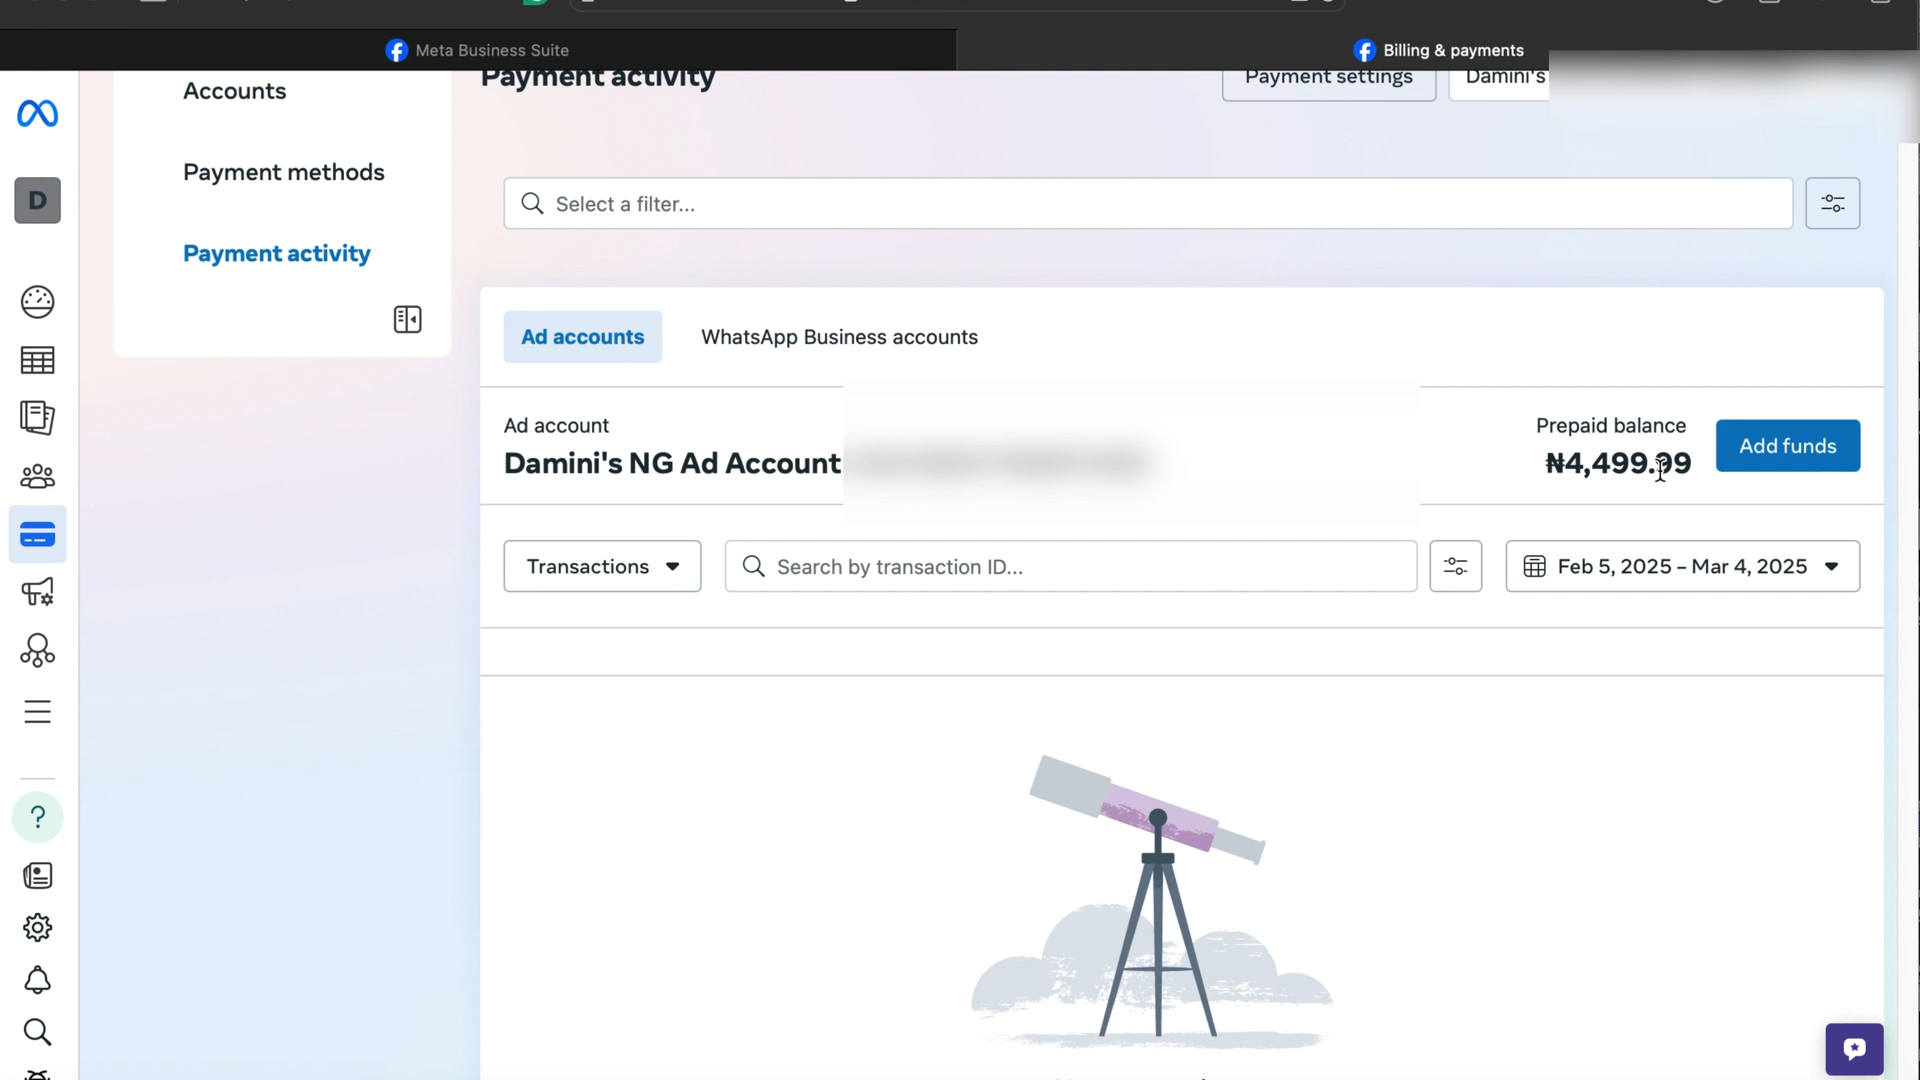 Meta Business Suite
Billing & payments
Accounts
Payment methods
Payment activity
D
?
Payment activity
Payment settings
Damini's
Select a filter...
Ad accounts
WhatsApp Business accounts
Ad account
Damini's NG Ad Account
Prepaid balance
₦4,499.99
Add funds
Transactions
Search by transaction ID...
Feb 5, 2025 – Mar 4, 2025